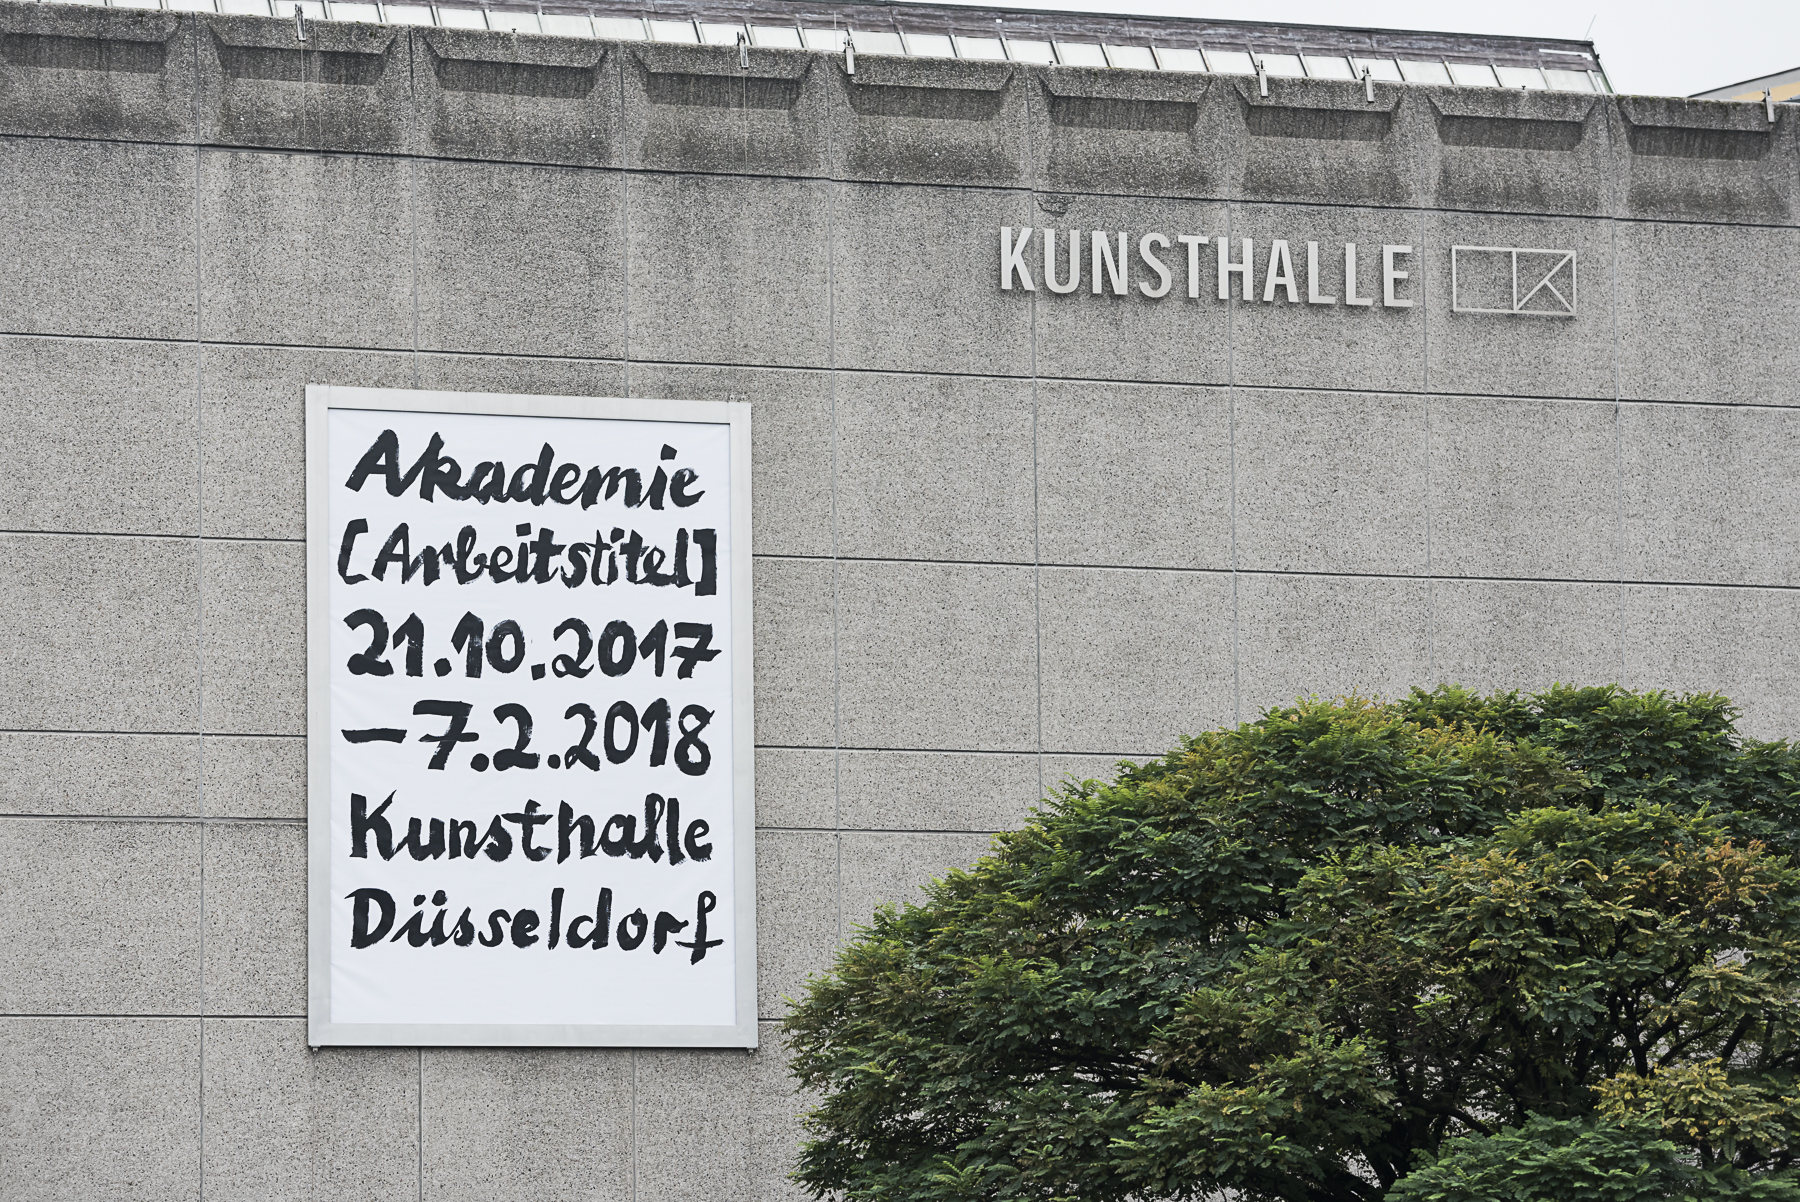 KUNSTHALLE
Akademie
[Arbeitstitel]
21.10.2017
—7.2.2018
Kunsthalle
Düsseldorf